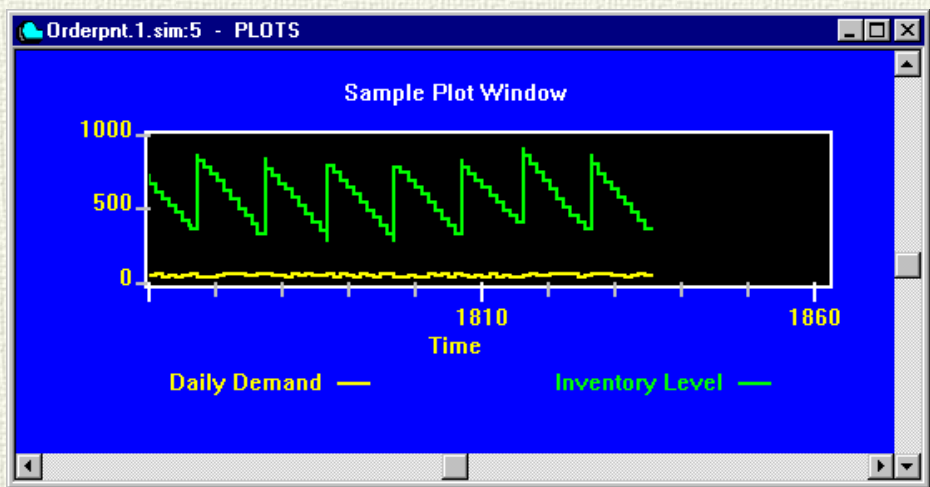 Orderpnt.1.sim:5 - PLOTS
Sample Plot Window
1000
500
0
1810
1860
Time
Daily Demand
Inventory Level